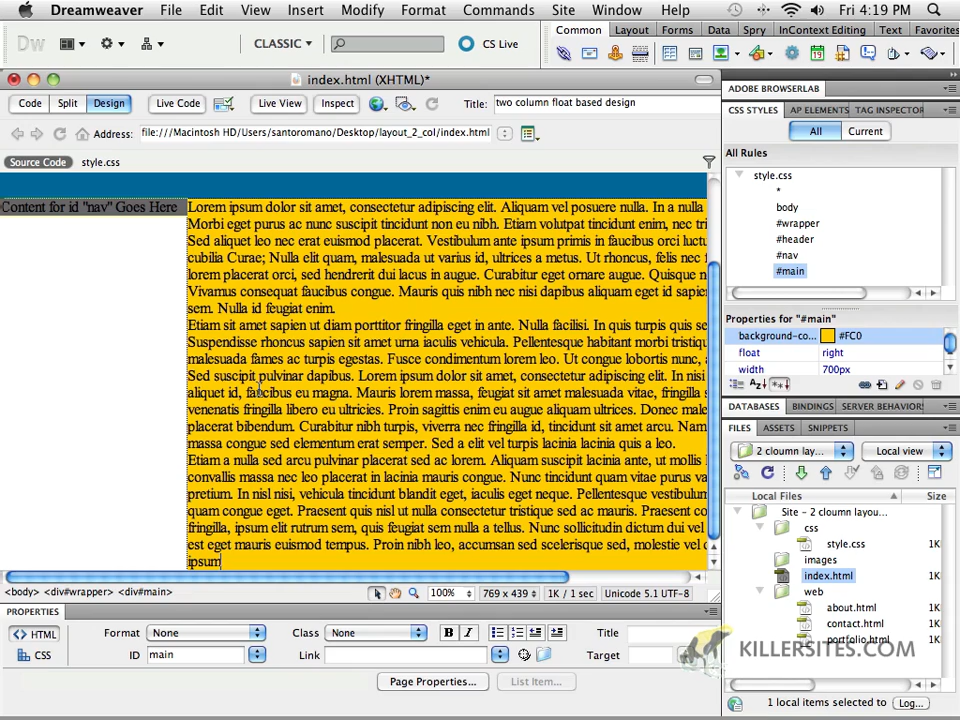 Dreamweaver File Edit View Insert Modify Format Commands Site Window Help Fri 4:19 PM
Dw CLASSIC CS Live
Common Layout Forms Data Spry InContext Editing Text Favorites
index.html (XHTML)*
Code Split Design Live Code Live View Inspect Title: two column float based design
Address: file:///Macintosh HD/Users/santoromano/Desktop/layout_2_col/index.html
Source Code style.css
Content for id "nav" Goes Here
Lorem ipsum dolor sit amet, consectetur adipiscing elit. Aliquam vel posuere nulla. In a nulla
Morbi eget purus ac nunc suscipit tincidunt non eu nibh. Etiam volutpat tincidunt enim, nec tri
Sed aliquet leo nec erat euismod placerat. Vestibulum ante ipsum primis in faucibus orci luctu
cubilia Curae; Nulla elit quam, malesuada ut varius id, ultrices a metus. Ut rhoncus, felis nec f
lorem placerat orci, sed hendrerit dui lacus in augue. Curabitur eget ornare augue. Quisque n
Vivamus consequat faucibus congue. Mauris quis nibh nec nisi dapibus aliquam eget id sapien
sem. Nulla id feugiat enim.
Etiam sit amet sapien ut diam porttitor fringilla eget in ante. Nulla facilisi. In quis turpis quis se
Suspendisse rhoncus sapien sit amet urna iaculis vehicula. Pellentesque habitant morbi tristiqu
malesuada fames ac turpis egestas. Fusce condimentum lorem leo. Ut congue lobortis nunc, a
Sed suscipit pulvinar dapibus. Lorem ipsum dolor sit amet, consectetur adipiscing elit. In nisi
aliquet id, faucibus eu magna. Mauris lorem massa, feugiat sit amet malesuada vitae, fringilla s
venenatis fringilla libero eu ultricies. Proin sagittis enim eu augue aliquam ultrices. Donec male
placerat bibendum. Curabitur nibh turpis, viverra nec fringilla id, tincidunt sit amet arcu. Nam
massa congue sed elementum erat semper. Sed a elit vel turpis lacinia lacinia quis a leo.
Etiam a nulla sed arcu pulvinar placerat sed ac lorem. Aliquam suscipit lacinia ante, ut mollis l
convallis massa nec leo placerat in lacinia mauris congue. Nunc tincidunt quam vitae purus va
pretium. In nisl nisi, vehicula tincidunt blandit eget, iaculis eget neque. Pellentesque vestibulum
quam congue eget. Praesent quis nisl ut nulla consectetur tristique sed ac mauris. Praesent con
fringilla, ipsum elit rutrum sem, quis feugiat sem nulla a tellus. Nunc sollicitudin dictum dui vel
est eget mauris euismod tempus. Proin nibh leo, accumsan sed scelerisque sed, molestie vel o
ipsum
<body> <div#wrapper> <div#main> 100% 769 x 439 1K / 1 sec Unicode 5.1 UTF-8
PROPERTIES
HTML Format None Class None B I Title
CSS ID main Link Target
Page Properties... List Item...
ADOBE BROWSERLAB
CSS STYLES AP ELEMENTS TAG INSPECTOR
All Current
All Rules
style.css
*
body
#wrapper
#header
#nav
#main
Properties for "#main"
background-co... #FC0
float right
width 700px
DATABASES BINDINGS SERVER BEHAVIOR
FILES ASSETS SNIPPETS
2 cloumn lay... Local view
Local Files Size
Site - 2 cloumn layou...
css
style.css 1K
images
index.html 1K
web
about.html 1K
contact.html 1K
portfolio.html 1K
KILLERSITES.COM
1 local items selected to Log...